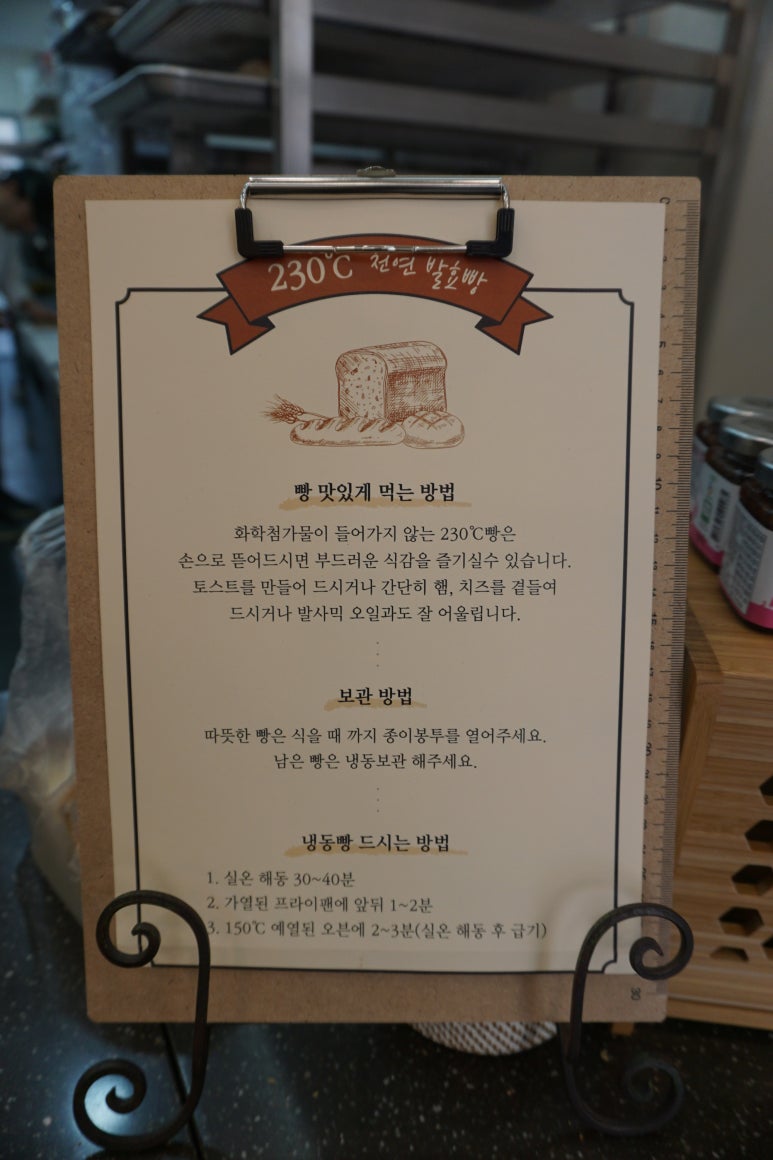 230℃ 천연 발효빵
빵 맛있게 먹는 방법
화학첨가물이 들어가지 않는 230℃빵은
손으로 뜯어드시면 부드러운 식감을 즐기실수 있습니다.
토스트를 만들어 드시거나 간단히 햄, 치즈를 곁들여
드시거나 발사믹 오일과도 잘 어울립니다.
보관 방법
따뜻한 빵은 식을 때 까지 종이봉투를 열어주세요.
남은 빵은 냉동보관 해주세요.
냉동빵 드시는 방법
1. 실온 해동 30~40분
2. 가열된 프라이팬에 앞뒤 1~2분
3. 150℃ 예열된 오븐에 2~3분(실온 해동 후 급기)
30